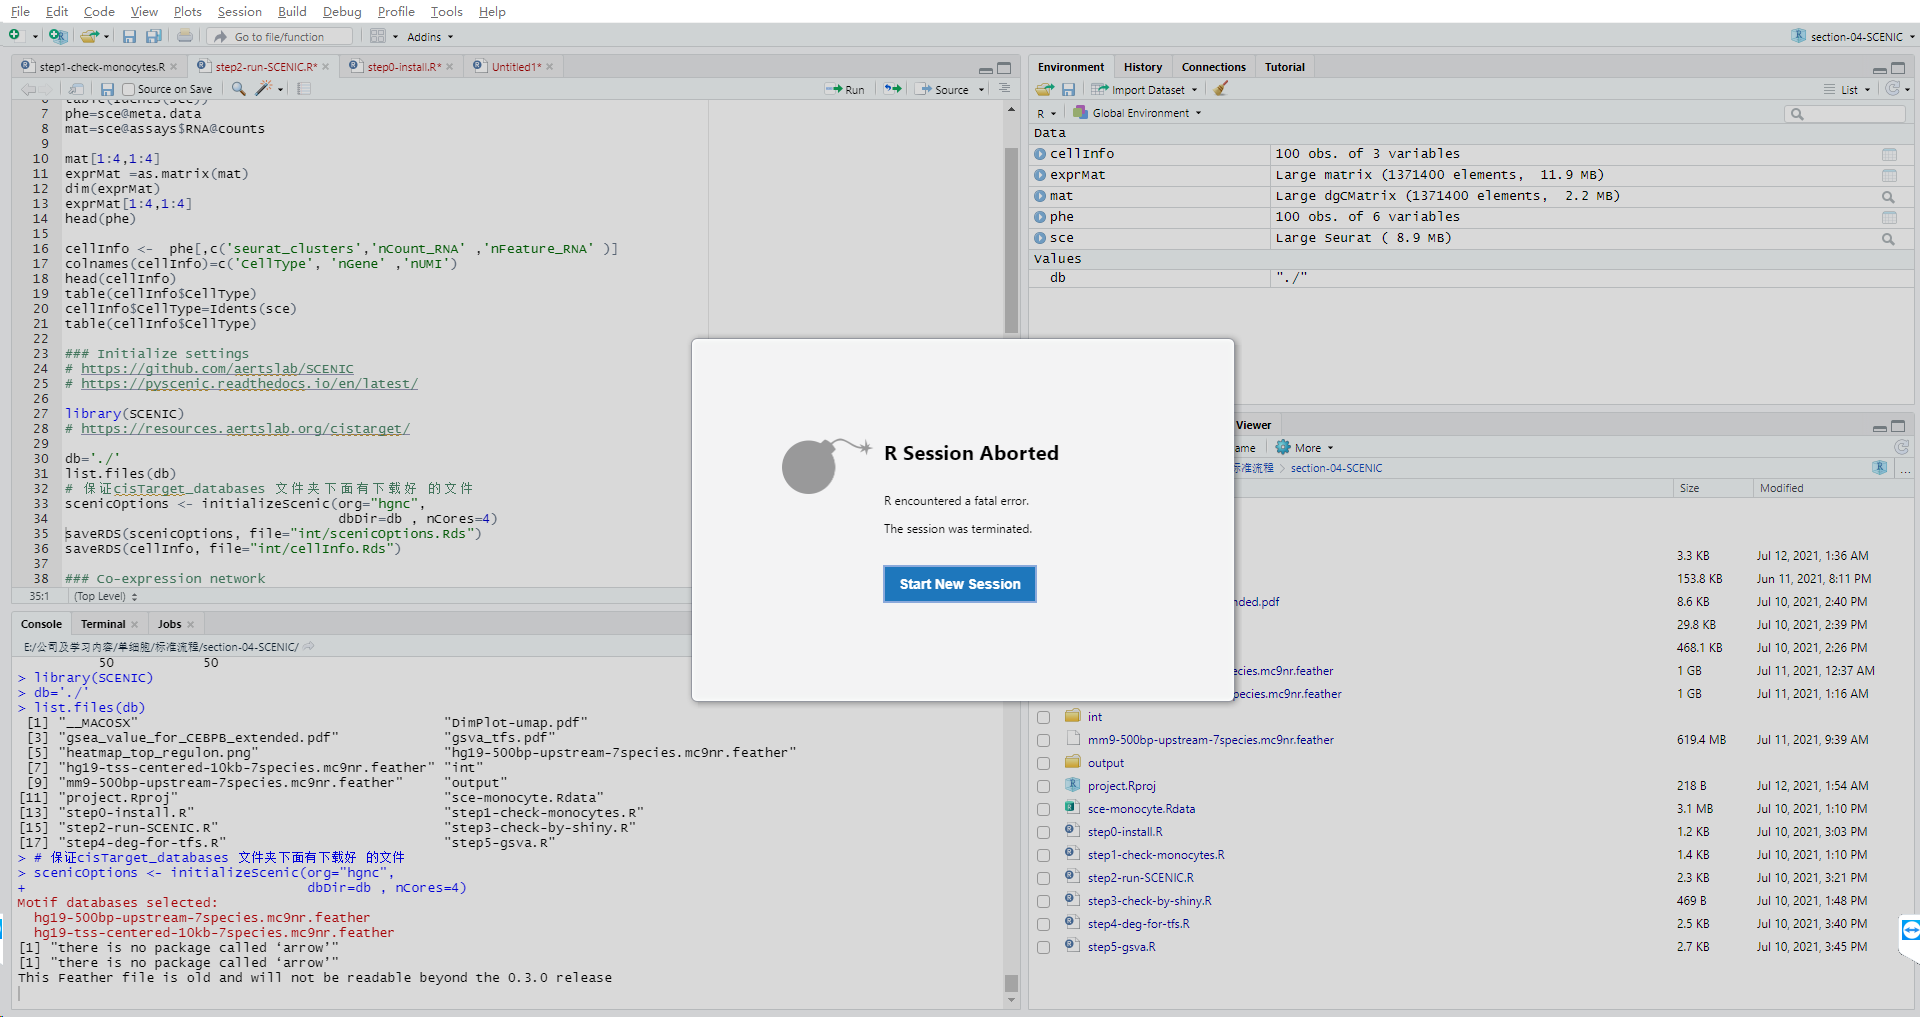 File Edit Code View Plots Session Build Debug Profile Tools Help
Go to file/function Addins section-04-SCENIC
step1-check-monocytes.R step2-run-SCENIC.R* step0-install.R* Untitled1*
Source on Save Run Source
6 table(Idents(sce))
7 phe=sce@meta.data
8 mat=sce@assays$RNA@counts
9
10 mat[1:4,1:4]
11 exprMat =as.matrix(mat)
12 dim(exprMat)
13 exprMat[1:4,1:4]
14 head(phe)
15
16 cellInfo <-  phe[,c('seurat_clusters','nCount_RNA' ,'nFeature_RNA' )]
17 colnames(cellInfo)=c('CellType', 'nGene' ,'nUMI')
18 head(cellInfo)
19 table(cellInfo$CellType)
20 cellInfo$CellType=Idents(sce)
21 table(cellInfo$CellType)
22
23 ### Initialize settings
24 # https://github.com/aertslab/SCENIC
25 # https://pyscenic.readthedocs.io/en/latest/
26
27 library(SCENIC)
28 # https://resources.aertslab.org/cistarget/
29
30 db='./'
31 list.files(db)
32 # 保证cisTarget_databases 文件夹下面有下载好 的文件
33 scenicOptions <- initializeScenic(org="hgnc",
34 dbDir=db , nCores=4)
35 saveRDS(scenicOptions, file="int/scenicOptions.Rds")
36 saveRDS(cellInfo, file="int/cellInfo.Rds")
37
38 ### Co-expression network
35:1 (Top Level)
Console Terminal Jobs
E:/公司及学习内容/单细胞/标准流程/section-04-SCENIC/
50 50
> library(SCENIC)
> db='./'
> list.files(db)
[1] "__MACOSX" "DimPlot-umap.pdf"
[3] "gsea_value_for_CEBPB_extended.pdf" "gsva_tfs.pdf"
[5] "heatmap_top_regulon.png" "hg19-500bp-upstream-7species.mc9nr.feather"
[7] "hg19-tss-centered-10kb-7species.mc9nr.feather" "int"
[9] "mm9-500bp-upstream-7species.mc9nr.feather" "output"
[11] "project.Rproj" "sce-monocyte.Rdata"
[13] "step0-install.R" "step1-check-monocytes.R"
[15] "step2-run-SCENIC.R" "step3-check-by-shiny.R"
[17] "step4-deg-for-tfs.R" "step5-gsva.R"
> # 保证cisTarget_databases 文件夹下面有下载好 的文件
> scenicOptions <- initializeScenic(org="hgnc",
+ dbDir=db , nCores=4)
Motif databases selected:
hg19-500bp-upstream-7species.mc9nr.feather
hg19-tss-centered-10kb-7species.mc9nr.feather
[1] "there is no package called ‘arrow’"
[1] "there is no package called ‘arrow’"
This Feather file is old and will not be readable beyond the 0.3.0 release
R Session Aborted
R encountered a fatal error.
The session was terminated.
Start New Session
Environment History Connections Tutorial
Import Dataset List
R Global Environment
Data
cellInfo 100 obs. of 3 variables
exprMat Large matrix (1371400 elements,  11.9 MB)
mat Large dgCMatrix (1371400 elements,  2.2 MB)
phe 100 obs. of 6 variables
sce Large Seurat ( 8.9 MB)
Values
db "./"
Viewer
ame More
标准流程 section-04-SCENIC ...
Size Modified
3.3 KB Jul 12, 2021, 1:36 AM
153.8 KB Jun 11, 2021, 8:11 PM
nded.pdf 8.6 KB Jul 10, 2021, 2:40 PM
29.8 KB Jul 10, 2021, 2:39 PM
468.1 KB Jul 10, 2021, 2:26 PM
ecies.mc9nr.feather 1 GB Jul 11, 2021, 12:37 AM
pecies.mc9nr.feather 1 GB Jul 11, 2021, 1:16 AM
int
mm9-500bp-upstream-7species.mc9nr.feather 619.4 MB Jul 11, 2021, 9:39 AM
output
project.Rproj 218 B Jul 12, 2021, 1:54 AM
sce-monocyte.Rdata 3.1 MB Jul 10, 2021, 1:10 PM
step0-install.R 1.2 KB Jul 10, 2021, 3:03 PM
step1-check-monocytes.R 1.4 KB Jul 10, 2021, 1:10 PM
step2-run-SCENIC.R 2.3 KB Jul 10, 2021, 3:21 PM
step3-check-by-shiny.R 469 B Jul 10, 2021, 1:48 PM
step4-deg-for-tfs.R 2.5 KB Jul 10, 2021, 3:40 PM
step5-gsva.R 2.7 KB Jul 10, 2021, 3:45 PM